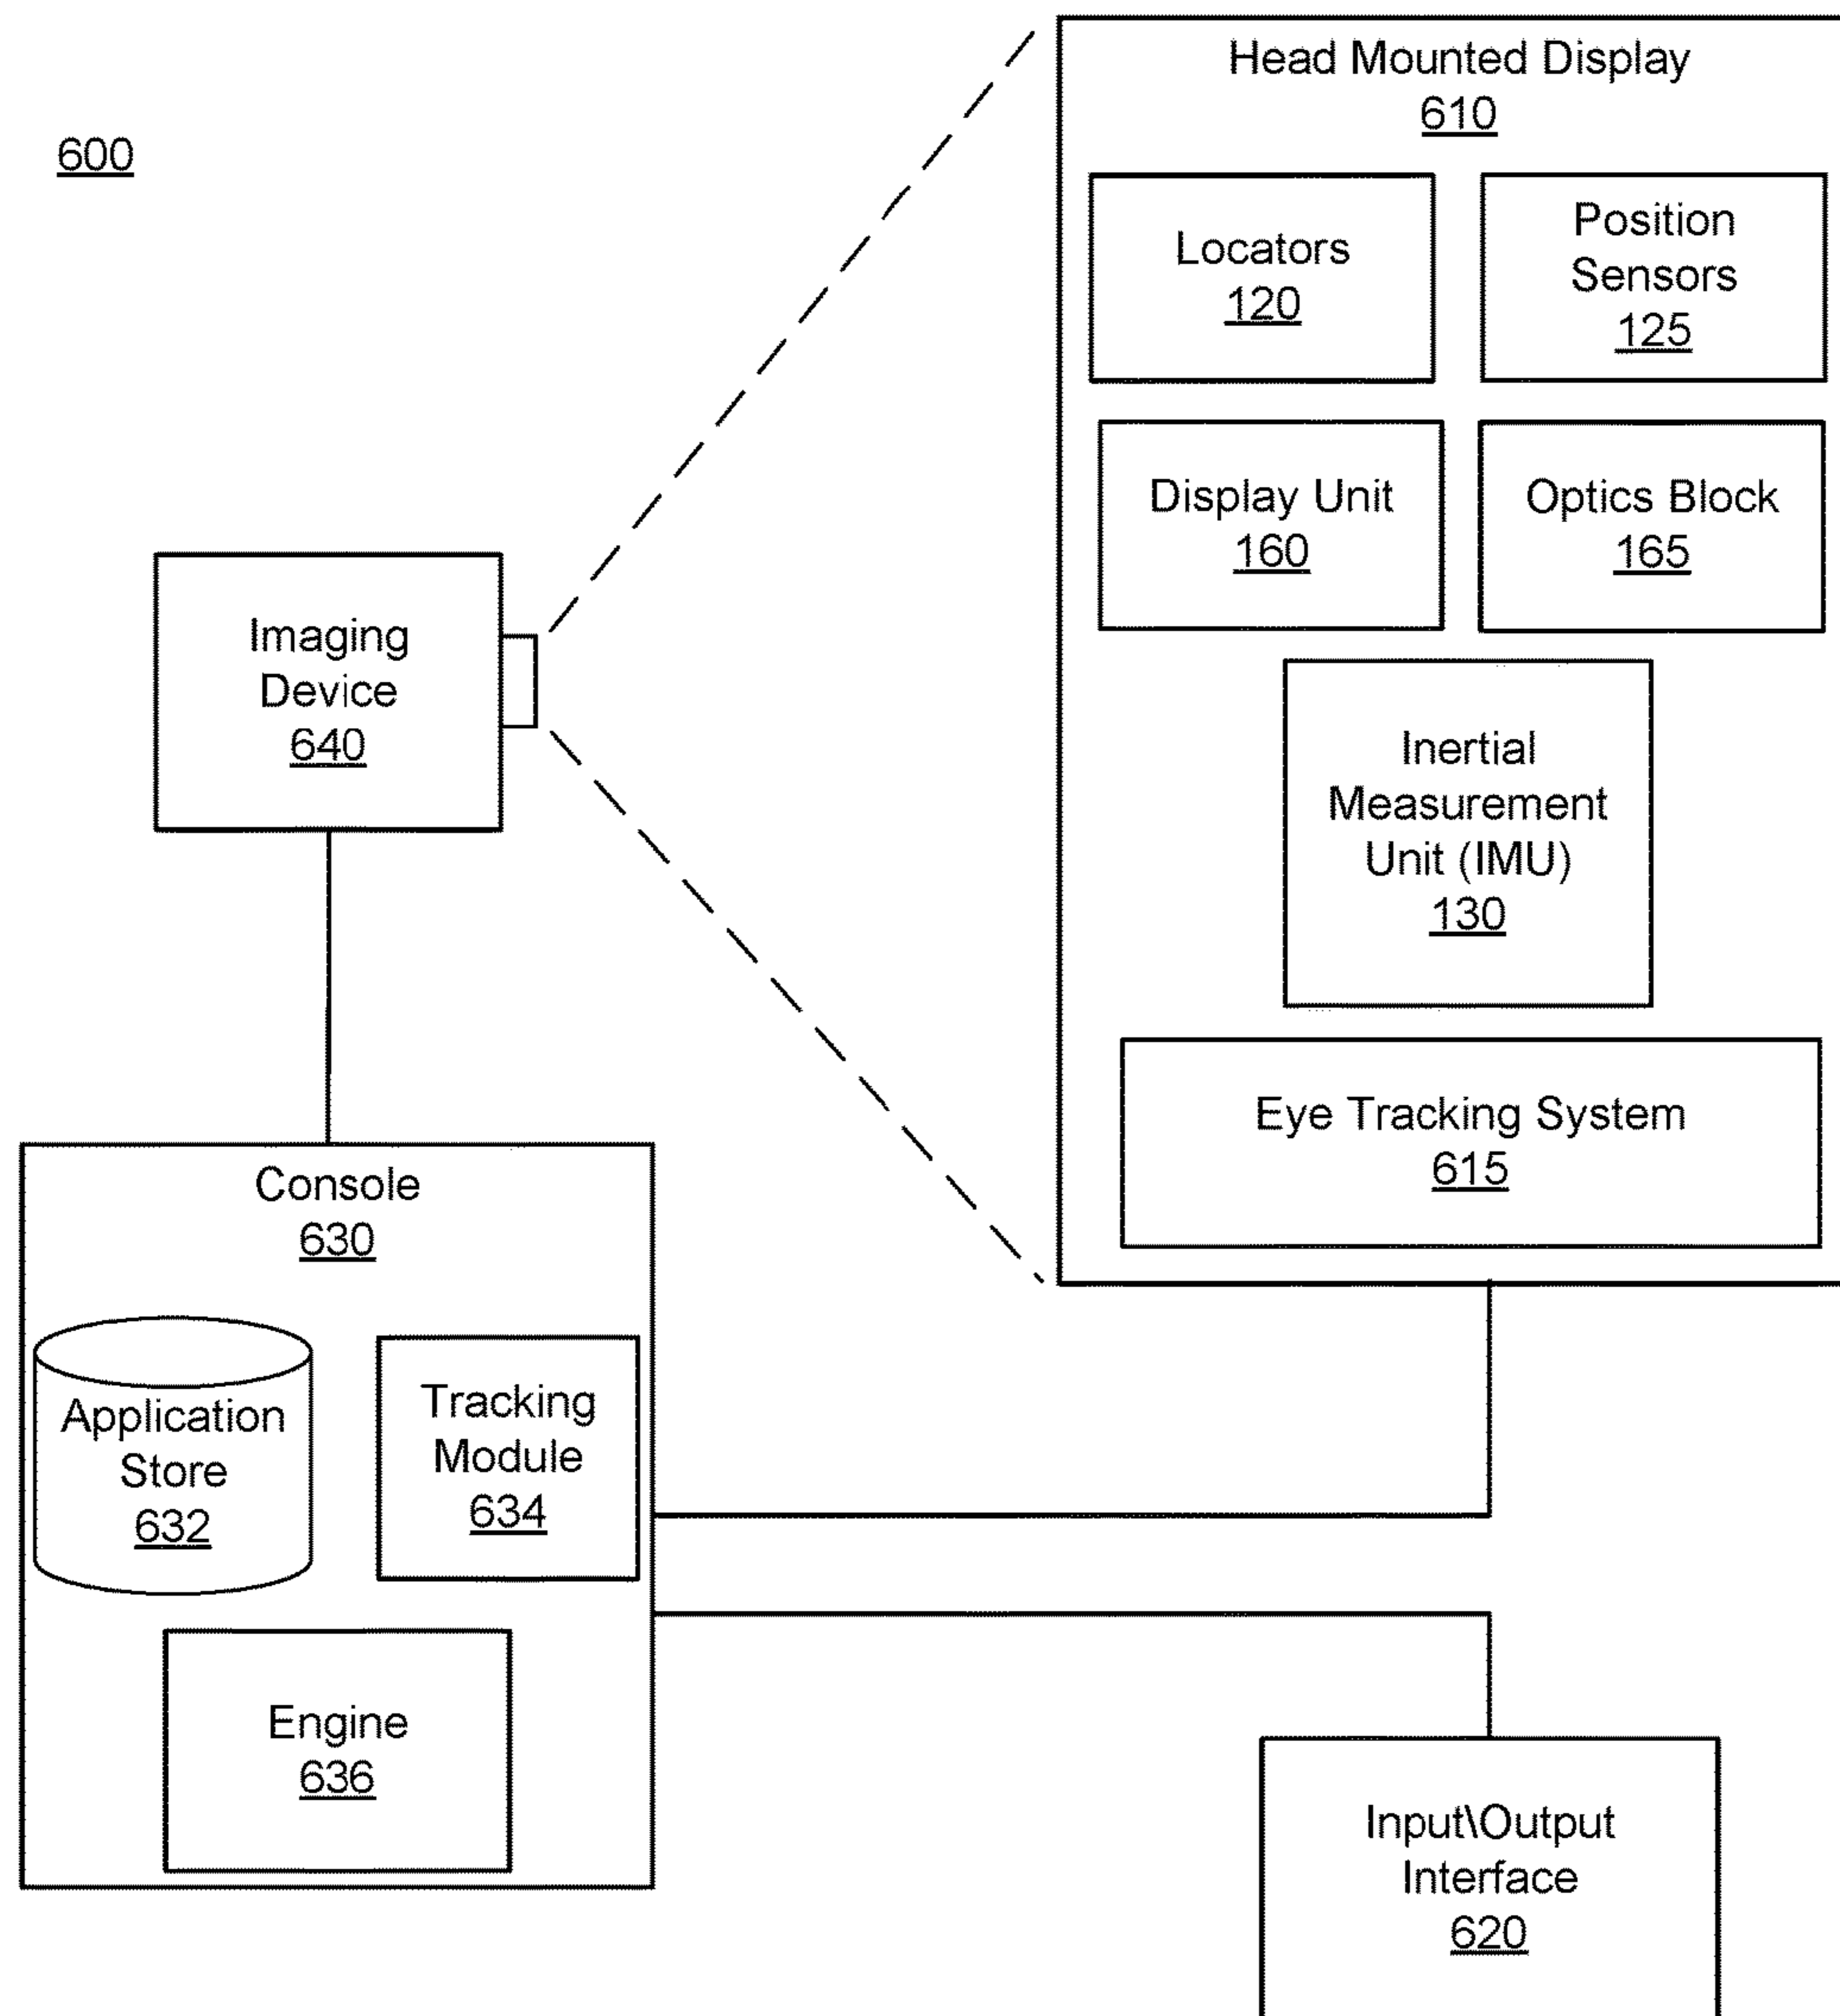 600
Head Mounted Display
610
Locators
120
Position
Sensors
125
Display Unit
160
Optics Block
165
Imaging
Device
640
Inertial
Measurement
Unit (IMU)
130
Eye Tracking System
615
Console
630
Application
Store
632
Tracking
Module
634
Engine
636
Input\Output
Interface
620